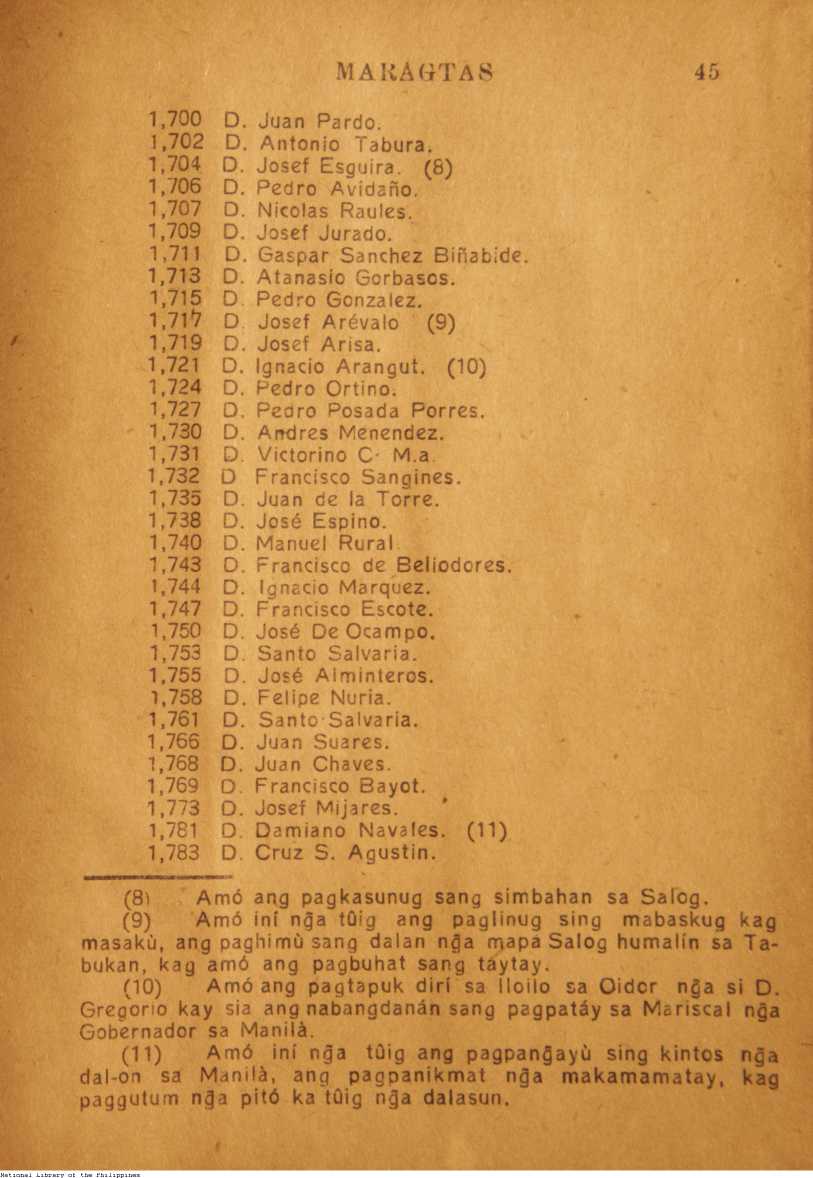 MARAGTAS 45
1,700 D. Juan Pardo.
1,702 D. Antonio Tabura.
1,704 D. Josef Esguira. (8)
1,706 D. Pedro Avidaño.
1,707 D. Nicolas Raules.
1,709 D. Josef Jurado.
1,711 D. Gaspar Sanchez Biñabide.
1,713 D. Atanasio Gorbasos.
1,715 D. Pedro Gonzalez.
1,717 D. Josef Arévalo (9)
1,719 D. Josef Arisa.
1,721 D. Ignacio Arangut. (10)
1,724 D. Pedro Ortino.
1,727 D. Pedro Posada Porres.
1,730 D. Andres Menendez.
1,731 D. Victorino C. M.a
1,732 D Francisco Sangines.
1,735 D. Juan de la Torre.
1,738 D. José Espino.
1,740 D. Manuel Rural.
1,743 D. Francisco de Beliodores.
1,744 D. Ignacio Marquez.
1,747 D. Francisco Escote.
1,750 D. José De Ocampo.
1,753 D. Santo Salvaria.
1,755 D. José Alminteros.
1,758 D. Felipe Nuria.
1,761 D. Santo Salvaria.
1,766 D. Juan Suares.
1,768 D. Juan Chaves.
1,769 D. Francisco Bayot.
1,773 D. Josef Mijares.
1,781 D. Damiano Navales. (11)
1,783 D. Cruz S. Agustin.
(8) Amó ang pagkasunug sang simbahan sa Salog.
(9) Amó iní ng̃a tûig ang paglinug sing mabaskug kag
masakù, ang paghimù sang dalan ng̃a mapa Salog humalín sa Ta-
bukan, kag amó ang pagbuhat sang táytay.
(10) Amó ang pagtapuk dirí sa Iloilo sa Oidor ng̃a si D.
Gregorio kay sia ang nabangdanán sang pagpatáy sa Mariscal ng̃a
Gobernador sa Manilà.
(11) Amó iní ng̃a tûig ang pagpang̃ayù sing kintos ng̃a
dal-on sa Manilà, ang pagpanikmat ng̃a makamamatay, kag
paggutum ng̃a pitó ka tûig ng̃a dalasun.
National Library of the Philippines